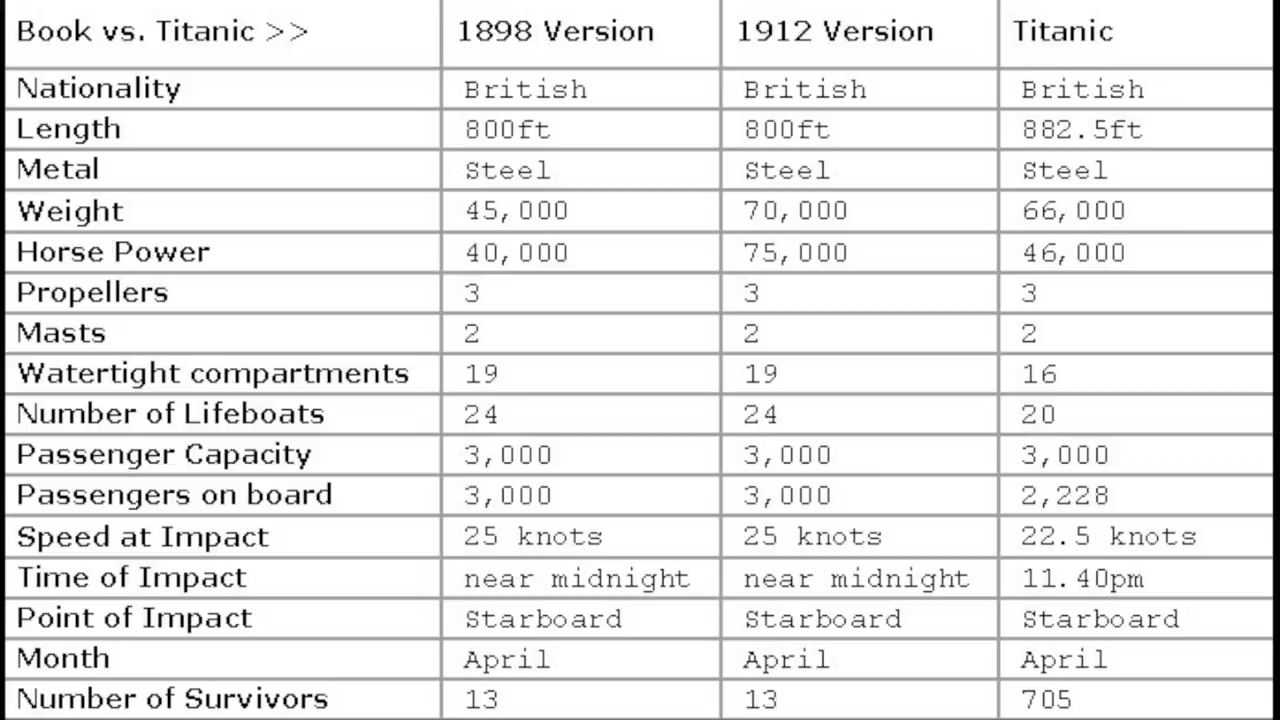 Book vs. Titanic >> 1898 Version 1912 Version Titanic
Nationality British British British
Length 800ft 800ft 882.5ft
Metal Steel Steel Steel
Weight 45,000 70,000 66,000
Horse Power 40,000 75,000 46,000
Propellers 3 3 3
Masts 2 2 2
Watertight compartments 19 19 16
Number of Lifeboats 24 24 20
Passenger Capacity 3,000 3,000 3,000
Passengers on board 3,000 3,000 2,228
Speed at Impact 25 knots 25 knots 22.5 knots
Time of Impact near midnight near midnight 11.40pm
Point of Impact Starboard Starboard Starboard
Month April April April
Number of Survivors 13 13 705